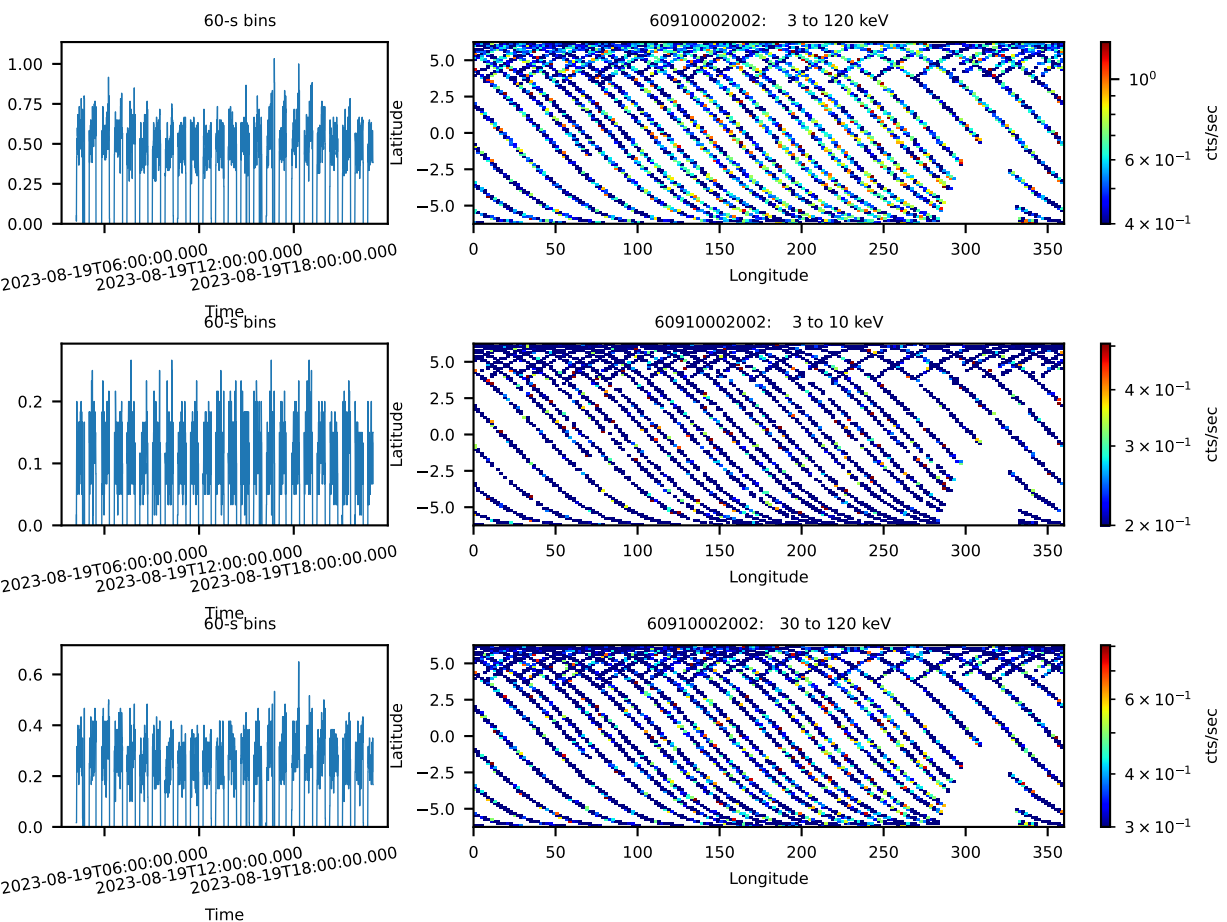 60-s bins
60910002002:    3 to 120 keV
1.00
0.75
0.50
0.25
0.00
2023-08-19T06:00:00.000
2023-08-19T12:00:00.000
2023-08-19T18:00:00.000
Time
Latitude
5.0
2.5
0.0
−2.5
−5.0
0 50 100 150 200 250 300 350
Longitude
10⁰
6 × 10⁻¹
4 × 10⁻¹
cts/sec
60-s bins
60910002002:    3 to 10 keV
0.2
0.1
0.0
2023-08-19T06:00:00.000
2023-08-19T12:00:00.000
2023-08-19T18:00:00.000
Time
Latitude
5.0
2.5
0.0
−2.5
−5.0
0 50 100 150 200 250 300 350
Longitude
4 × 10⁻¹
3 × 10⁻¹
2 × 10⁻¹
cts/sec
60-s bins
60910002002:   30 to 120 keV
0.6
0.4
0.2
0.0
2023-08-19T06:00:00.000
2023-08-19T12:00:00.000
2023-08-19T18:00:00.000
Time
Latitude
5.0
2.5
0.0
−2.5
−5.0
0 50 100 150 200 250 300 350
Longitude
6 × 10⁻¹
4 × 10⁻¹
3 × 10⁻¹
cts/sec